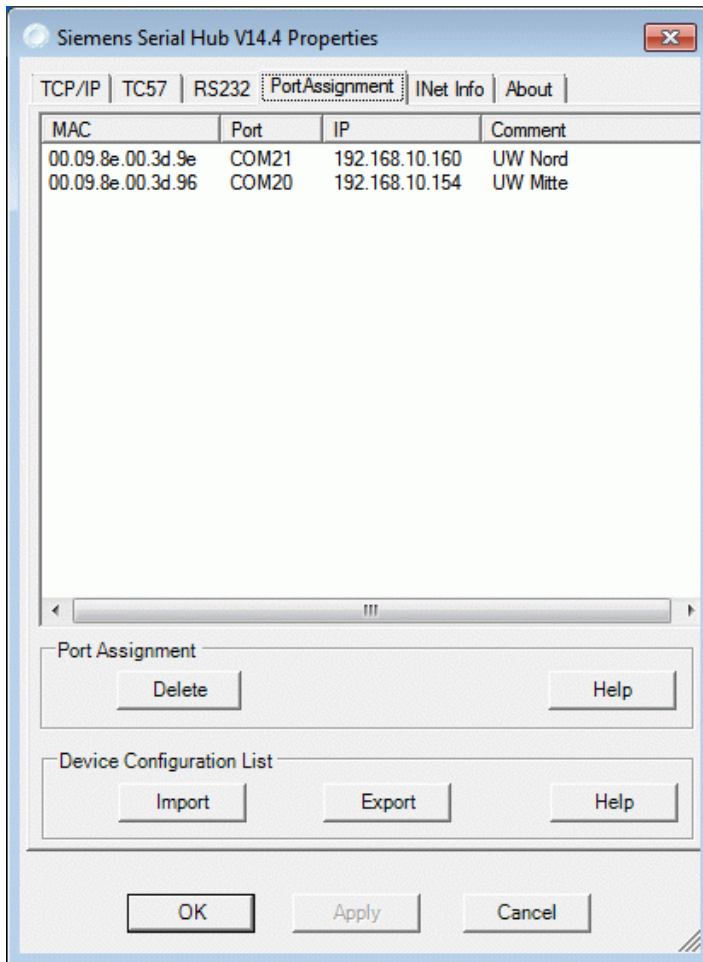 Siemens Serial Hub V14.4 Properties
TCP/IP TC57 RS232 PortAssignment INet Info About
MAC Port IP Comment
00.09.8e.00.3d.9e COM21 192.168.10.160 UW Nord
00.09.8e.00.3d.96 COM20 192.168.10.154 UW Mitte
Port Assignment
Delete Help
Device Configuration List
Import Export Help
OK Apply Cancel